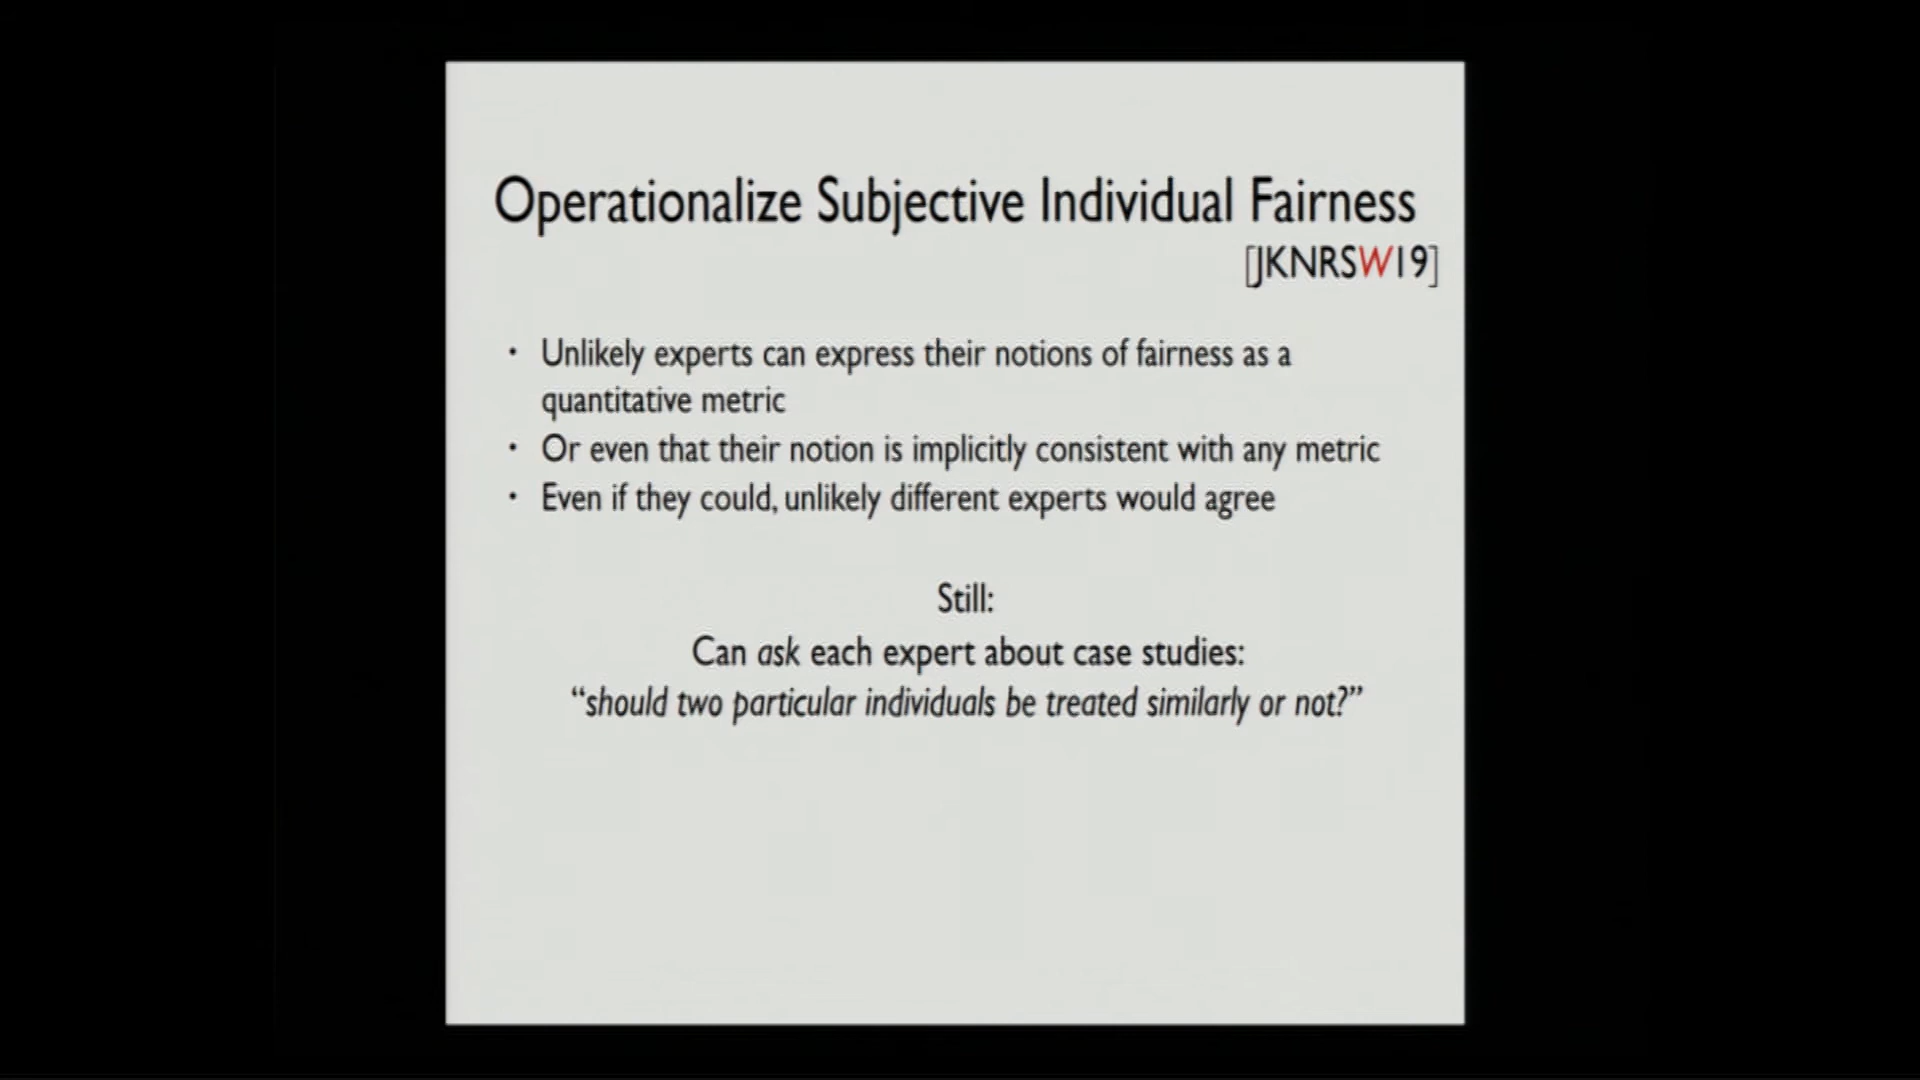 Operationalize Subjective Individual Fairness
[JKNRSW19]
• Unlikely experts can express their notions of fairness as a
quantitative metric
• Or even that their notion is implicitly consistent with any metric
• Even if they could, unlikely different experts would agree
Still:
Can ask each expert about case studies:
“should two particular individuals be treated similarly or not?”